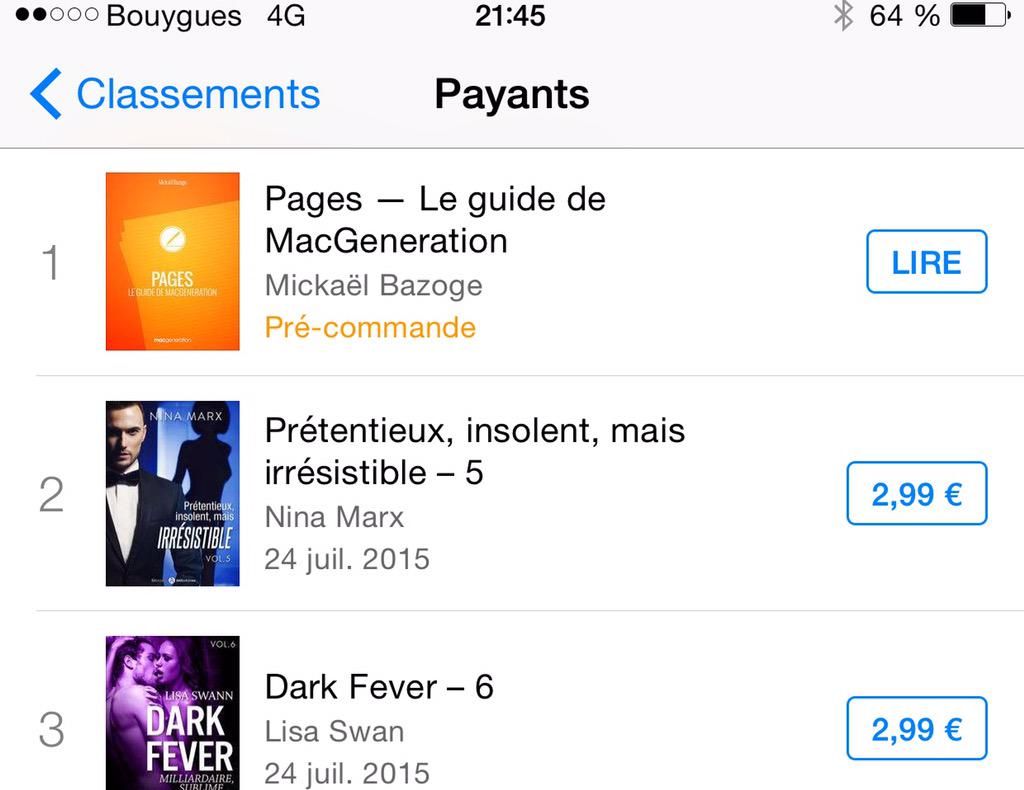 Bouygues 4G 21:45 64 %
Classements Payants
1
Mickaël Bazoge
PAGES
LE GUIDE DE MACGENERATION
macgeneration
Pages — Le guide de
MacGeneration
Mickaël Bazoge
Pré-commande
LIRE
2
NINA MARX
Prétentieux,
insolent, mais
IRRÉSISTIBLE
VOL.5
Prétentieux, insolent, mais
irrésistible – 5
Nina Marx
24 juil. 2015
2,99 €
3
VOL.6
LISA SWANN
DARK
FEVER
MILLIARDAIRE,
SUBLIME
Dark Fever – 6
Lisa Swan
24 juil. 2015
2,99 €